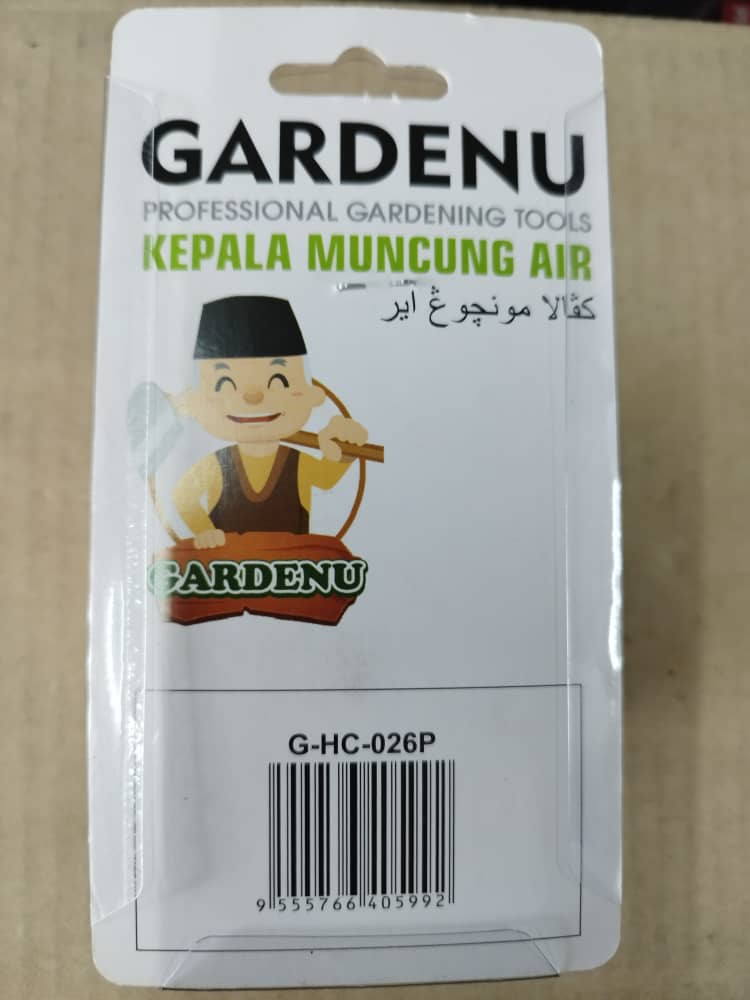 GARDENU
PROFESSIONAL GARDENING TOOLS
KEPALA MUNCUNG AIR
کڤالا مونچوڠ اير
GARDENU
G-HC-026P
9 555766 405992